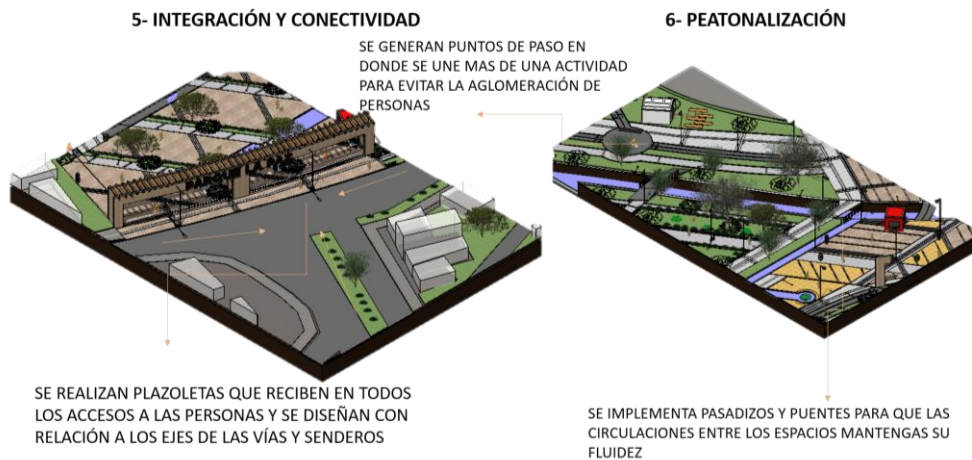 5- INTEGRACIÓN Y CONECTIVIDAD
6- PEATONALIZACIÓN
SE GENERAN PUNTOS DE PASO EN
DONDE SE UNE MAS DE UNA ACTIVIDAD
PARA EVITAR LA AGLOMERACIÓN DE
PERSONAS
SE REALIZAN PLAZOLETAS QUE RECIBEN EN TODOS
LOS ACCESOS A LAS PERSONAS Y SE DISEÑAN CON
RELACIÓN A LOS EJES DE LAS VÍAS Y SENDEROS
SE IMPLEMENTA PASADIZOS Y PUENTES PARA QUE LAS
CIRCULACIONES ENTRE LOS ESPACIOS MANTENGAS SU
FLUIDEZ